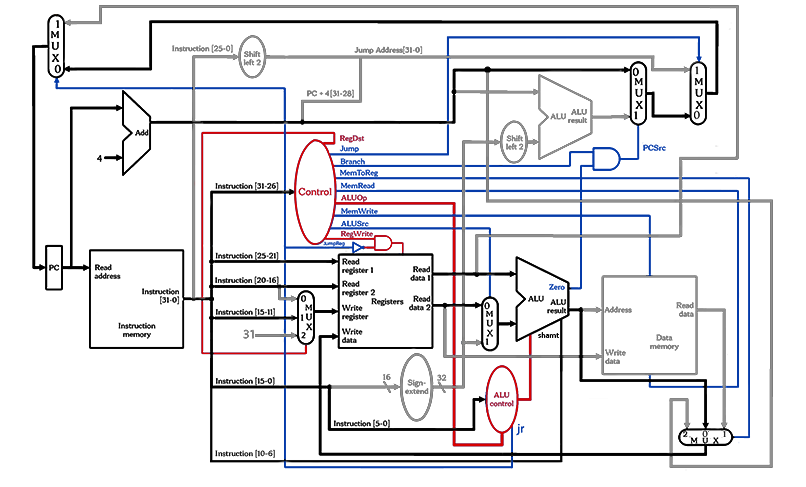 1
M
U
X
0
Instruction [25-0]
Shift
left 2
Jump Address[31-0]
PC + 4[31-28]
Add
4
0
M
U
X
1
1
M
U
X
0
ALU
ALU
result
Shift
left 2
PCSrc
RegDst
Jump
Branch
MemToReg
MemRead
ALUOp
MemWrite
ALUSrc
RegWrite
JumpReg
Control
Instruction [31-26]
PC
Read
address
Instruction
[31-0]
Instruction
memory
Instruction [25-21]
Instruction [20-16]
Instruction [15-11]
31
0
M
1
U
X
2
Read
register 1
Read
register 2
Write
register
Write
data
Registers
Read
data 1
Read
data 2
0
M
U
X
1
Zero
ALU
ALU
result
shamt
Address
Read
data
Data
memory
Write
data
Instruction [15-0]
16
Sign-
extend
32
Instruction [5-0]
ALU
control
jr
2 0 1
M U X
Instruction [10-6]